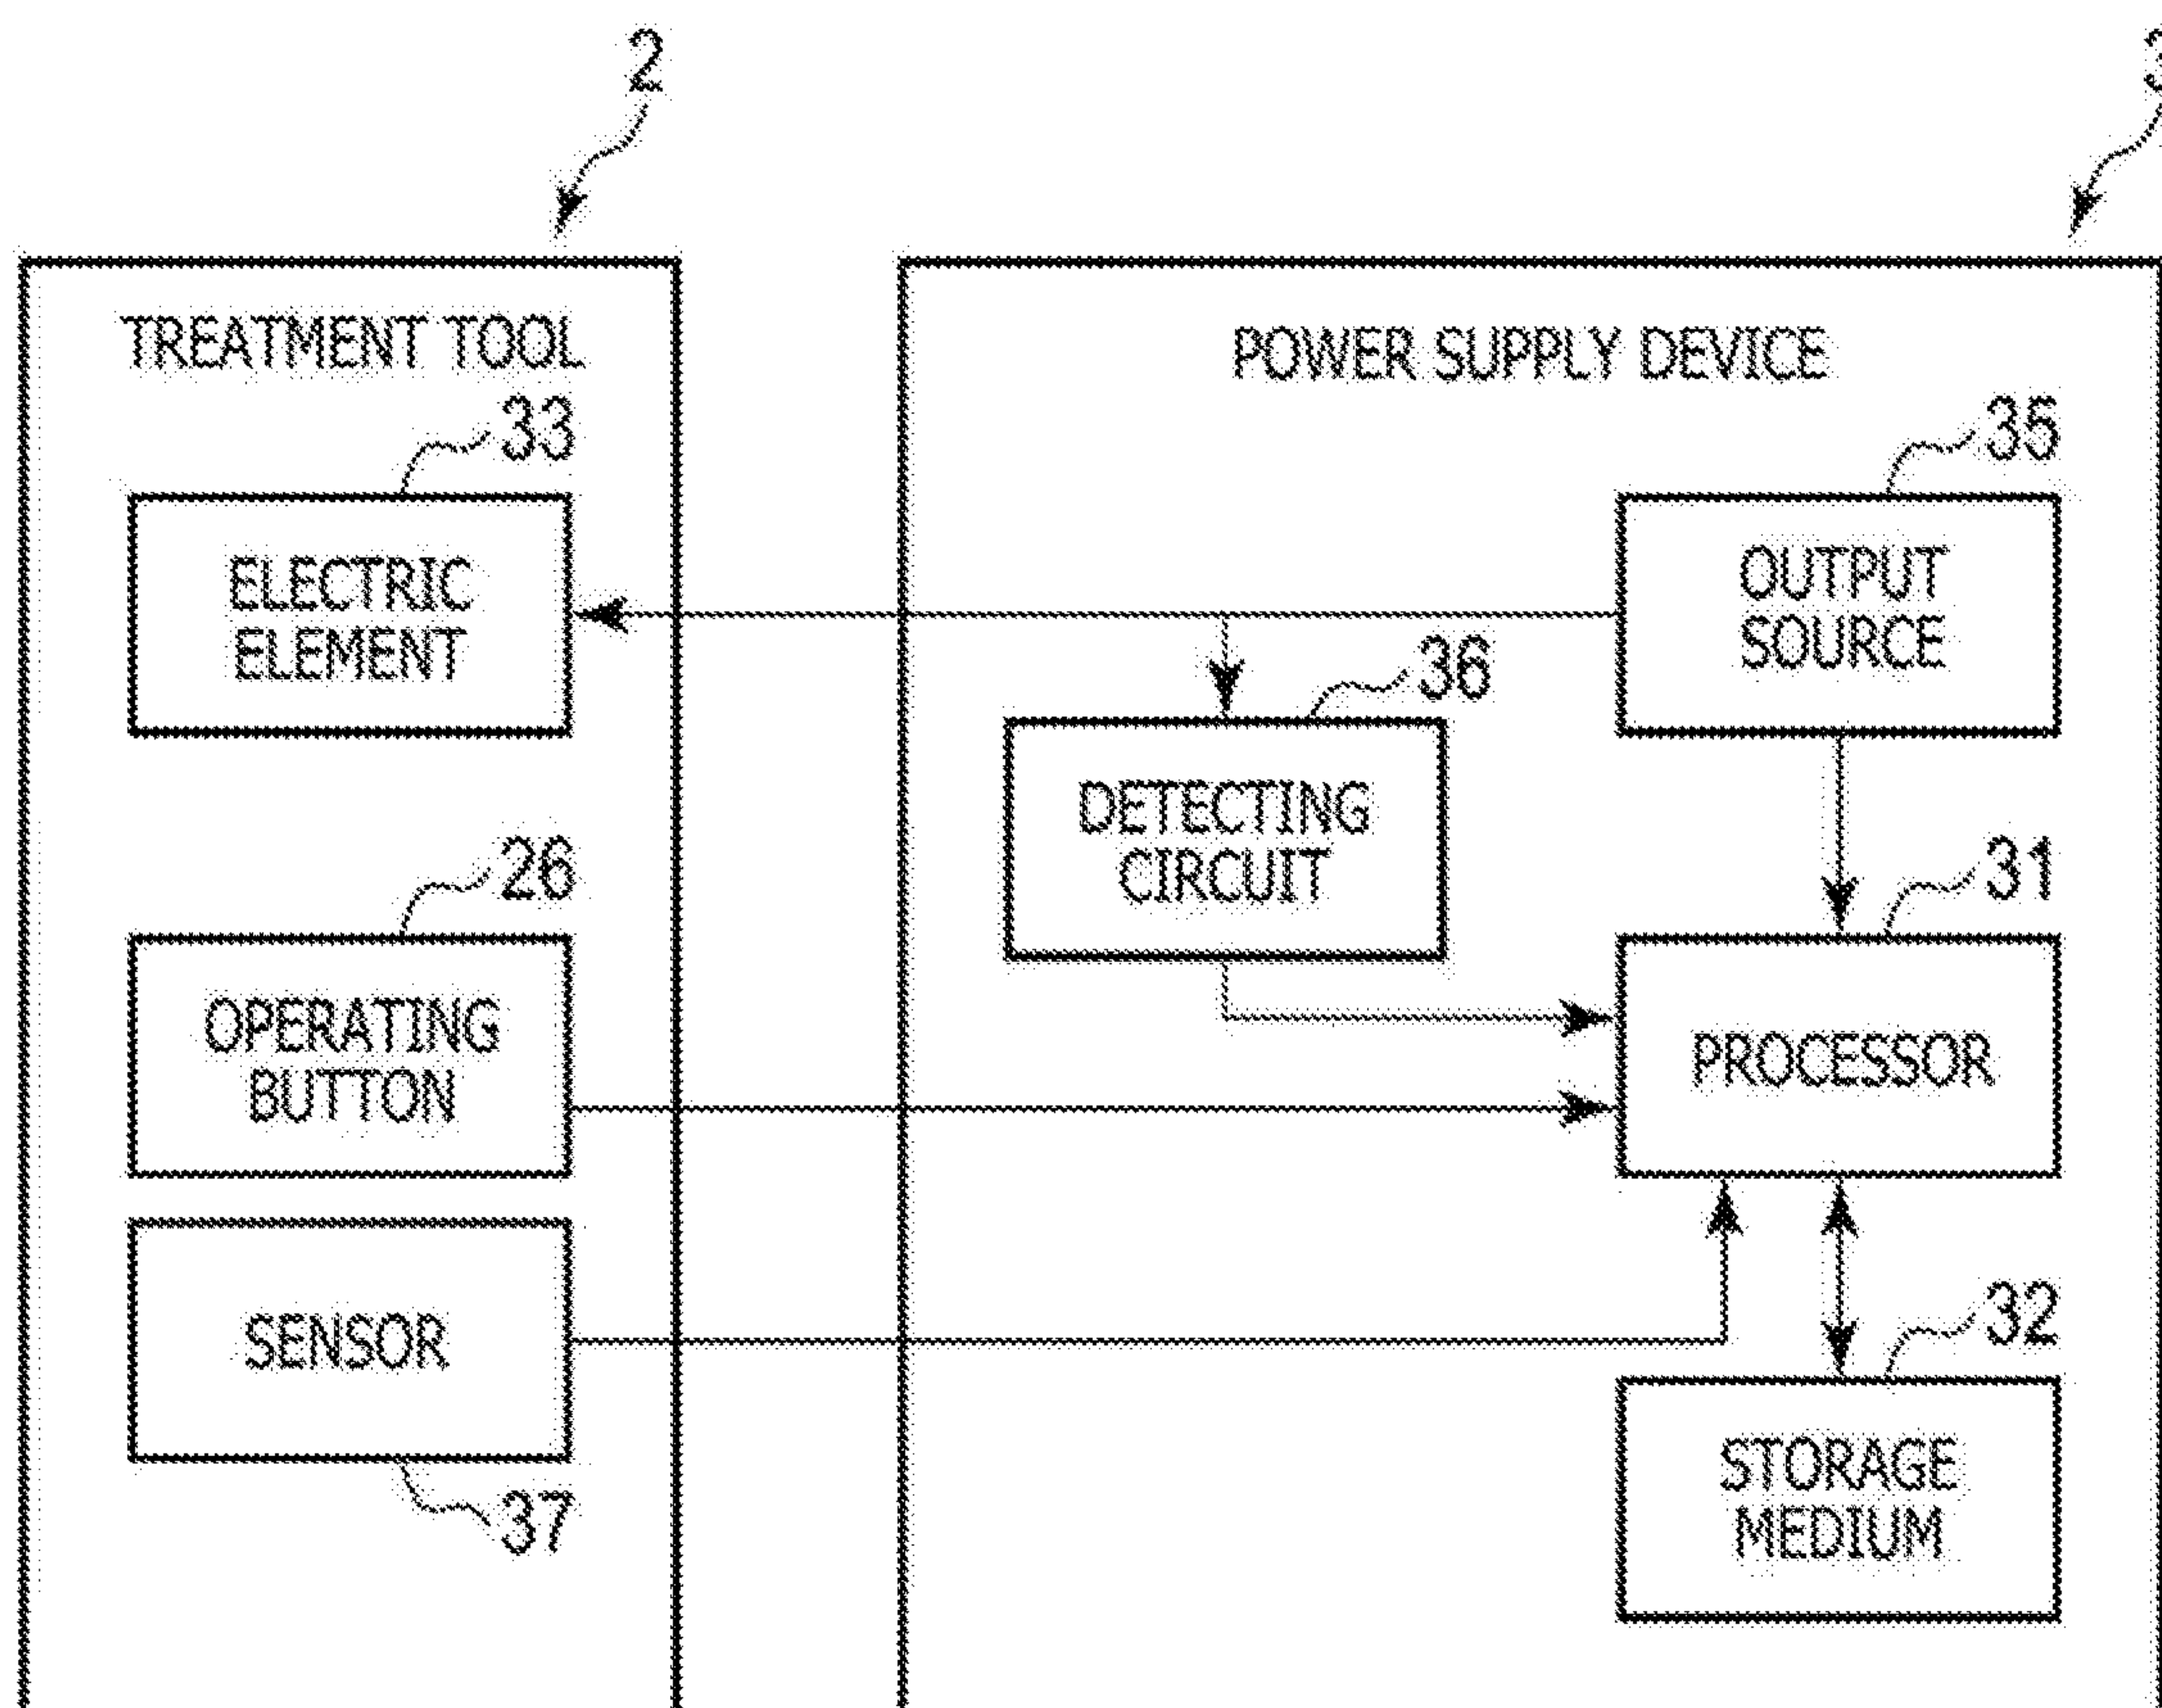 2
3
TREATMENT TOOL
POWER SUPPLY DEVICE
33
35
ELECTRIC
ELEMENT
OUTPUT
SOURCE
36
DETECTING
CIRCUIT
26
31
OPERATING
BUTTON
PROCESSOR
SENSOR
32
STORAGE
MEDIUM
37